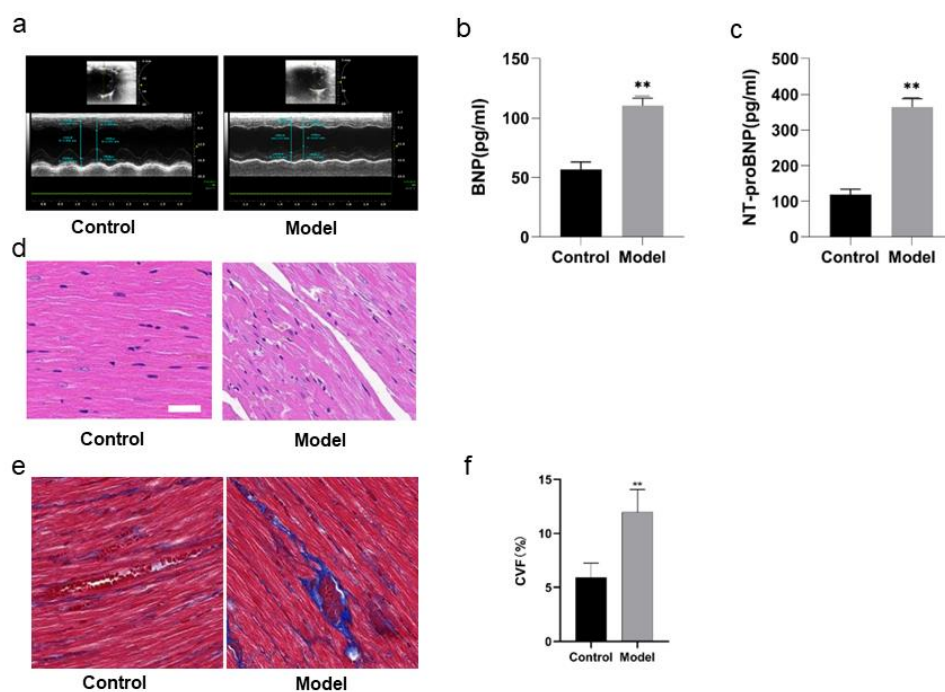 a
Control
Model
b
BNP(pg/ml)
150
100
50
0
**
Control Model
c
NT-proBNP(pg/ml)
500
400
300
200
100
0
**
Control Model
d
Control
Model
e
Control
Model
f
CVF(%)
15
10
5
0
**
Control Model